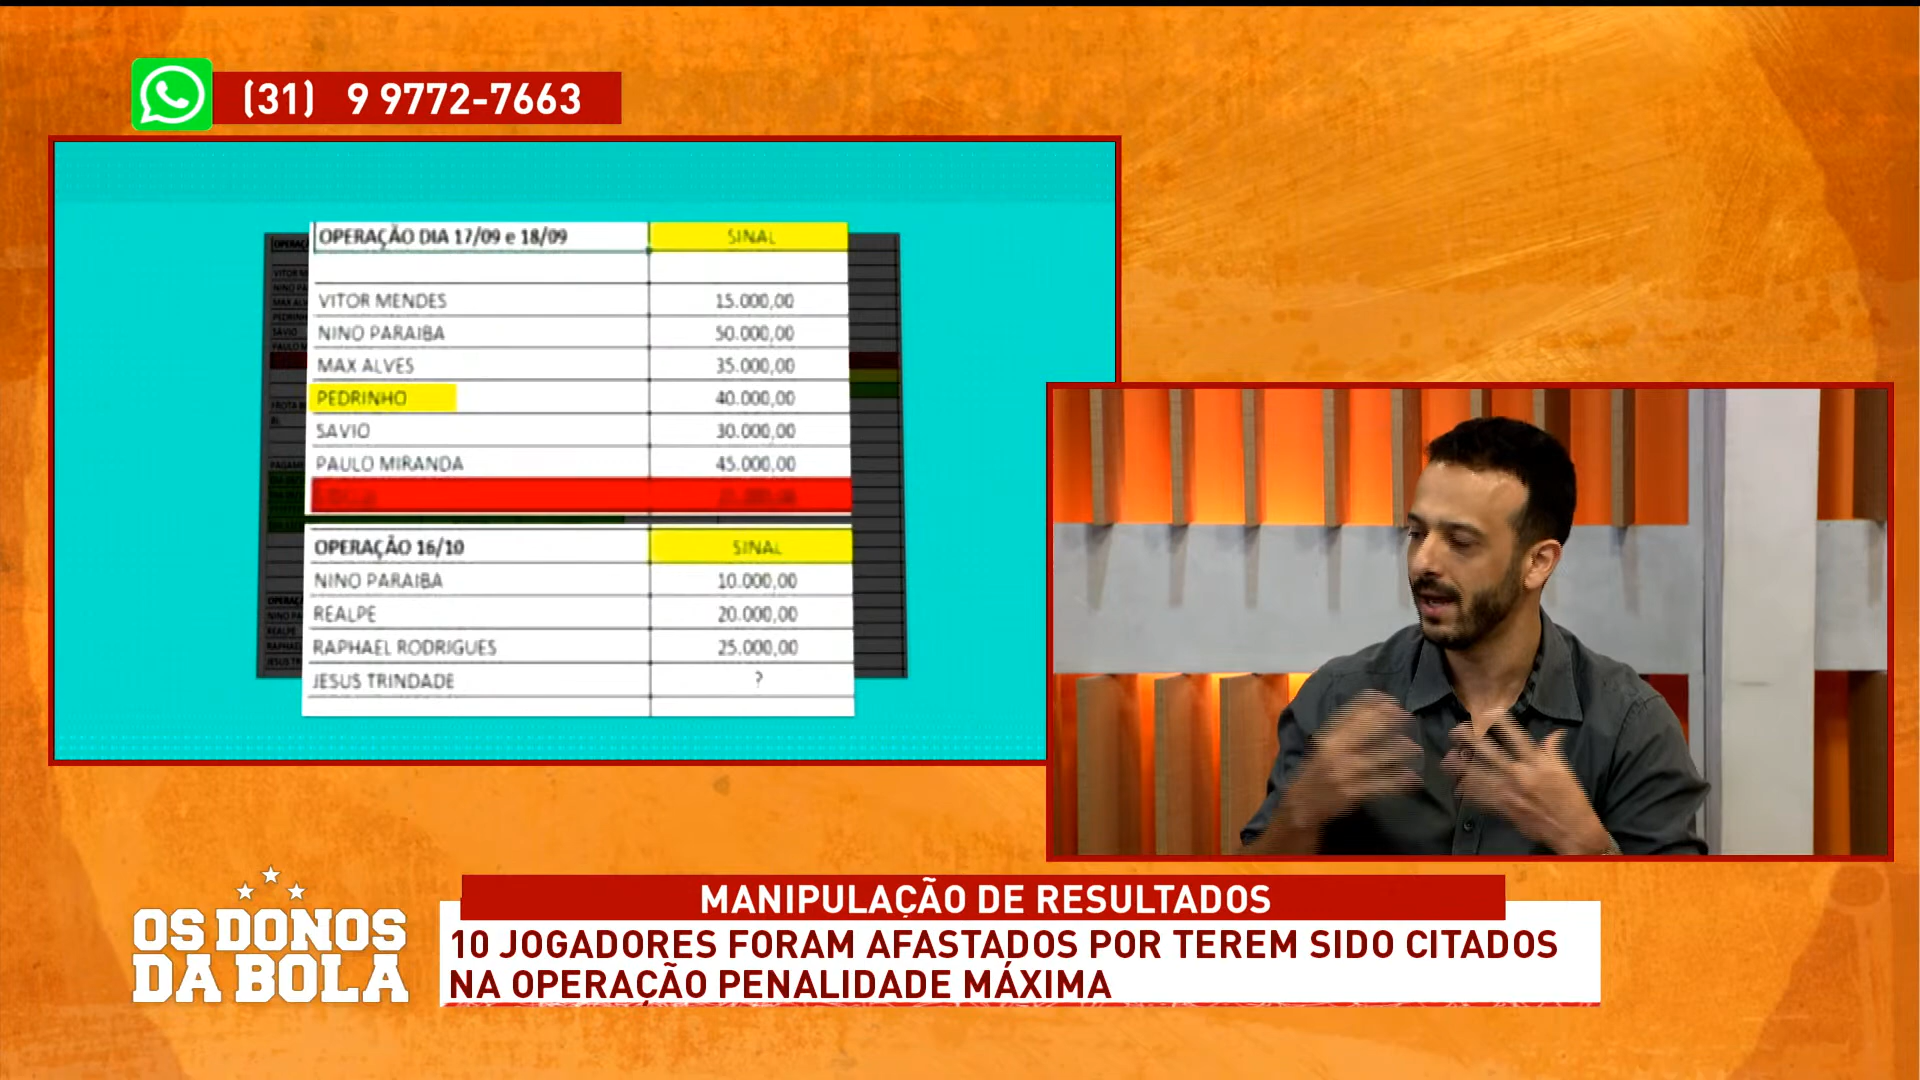 (31) 9 9772-7663
OPERAÇÃO DIA 17/09 e 18/09 SINAL
VITOR MENDES 15.000,00
NINO PARAIBA 50.000,00
MAX ALVES 35.000,00
PEDRINHO 40.000,00
SAVIO 30.000,00
PAULO MIRANDA 45.000,00
OPERAÇÃO 16/10 SINAL
NINO PARAIBA 10.000,00
REALPE 20.000,00
RAPHAEL RODRIGUES 25.000,00
JESUS TRINDADE ?
OS DONOS
DA BOLA
MANIPULAÇÃO DE RESULTADOS
10 JOGADORES FORAM AFASTADOS POR TEREM SIDO CITADOS
NA OPERAÇÃO PENALIDADE MÁXIMA